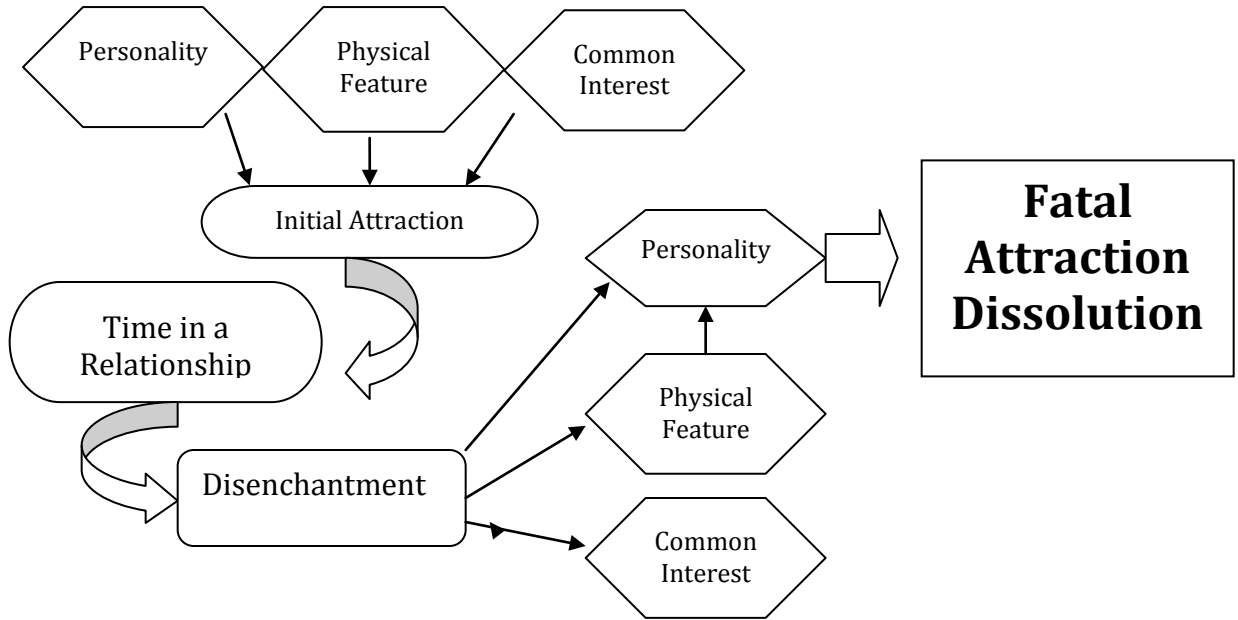 Personality
Physical
Feature
Common
Interest
Initial Attraction
Time in a
Relationship
Disenchantment
Personality
Physical
Feature
Common
Interest
Fatal
Attraction
Dissolution